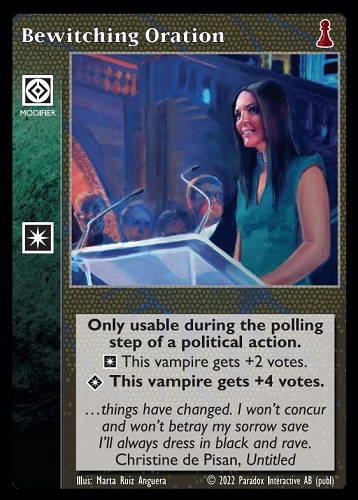 Bewitching Oration
MODIFIER
Only usable during the polling
step of a political action.
This vampire gets +2 votes.
This vampire gets +4 votes.
…things have changed. I won't concur
and won't betray my sorrow save
I'll always dress in black and rave.
Christine de Pisan, Untitled
Illus: Marta Ruiz Anguera © 2022 Paradox Interactive AB (publ)